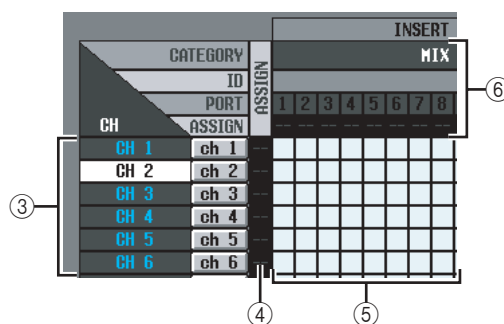 INSERT
CATEGORY MIX
ID
PORT 1 2 3 4 5 6 7 8
CH ASSIGN ASSIGN -- -- -- -- -- -- -- --
CH 1 ch 1 --
CH 2 ch 2 --
CH 3 ch 3 --
CH 4 ch 4 --
CH 5 ch 5 --
CH 6 ch 6 --
③
④
⑤
⑥